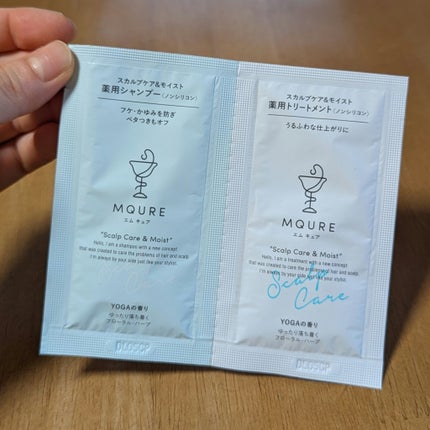 スカルプケア&モイスト
薬用シャンプー〈ノンシリコン〉
フケ・かゆみを防ぎ
ベタつきもオフ
MQURE
エム キュア
"Scalp Care & Moist"
Hello, I am a shampoo with a new concept
that was created to care the problems of hair and scalp.
I'm always by your side just like your stylist.
YOGAの香り
ゆったり落ち着く
フローラル・ハーブ
スカルプケア&モイスト
薬用トリートメント〈ノンシリコン〉
うるふわな仕上がりに
MQURE
エム キュア
"Scalp Care & Moist"
Hello, I am a treatment with a new concept
that was created to care the problems of hair and scalp.
I'm always by your side just like your stylist.
Scalp
Care
YOGAの香り
ゆったり落ち着く
フローラル・ハーブ